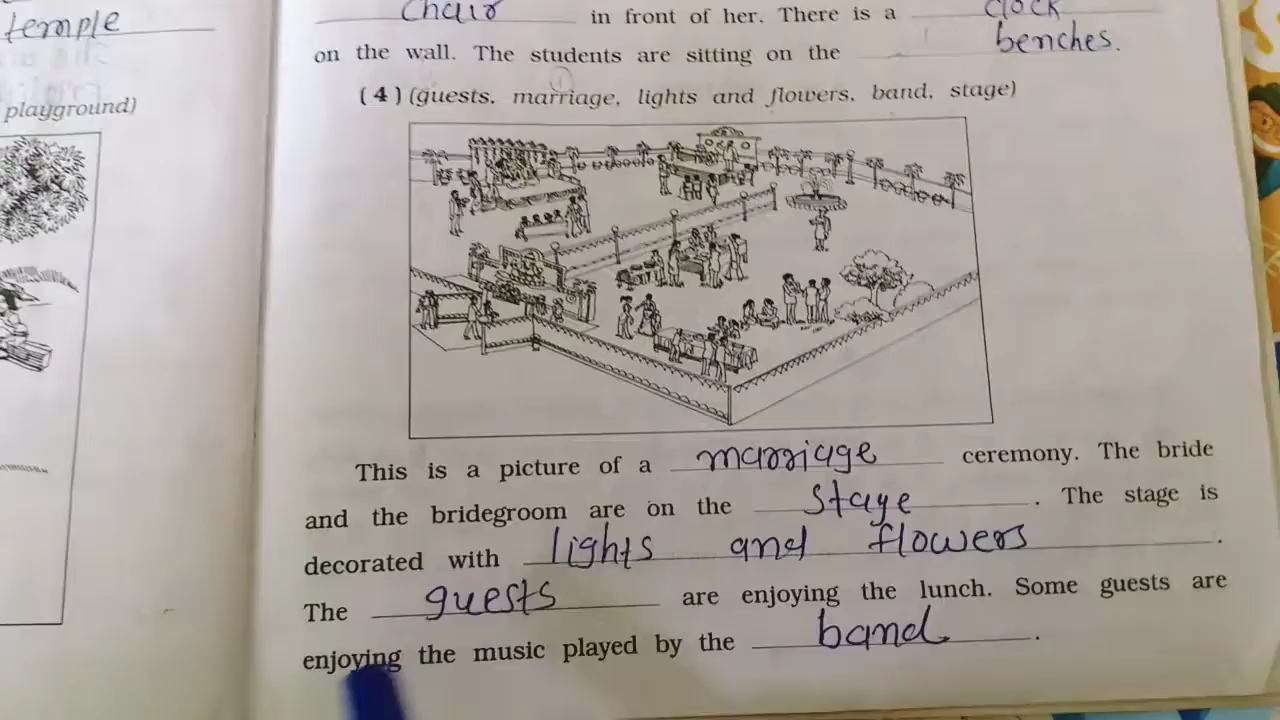 temple
playground)
chair in front of her. There is a clock
on the wall. The students are sitting on the benches.
(4) (guests, marriage, lights and flowers, band, stage)
This is a picture of a marriage ceremony. The bride
and the bridegroom are on the stage. The stage is
decorated with lights and flowers.
The guests are enjoying the lunch. Some guests are
enjoying the music played by the band.